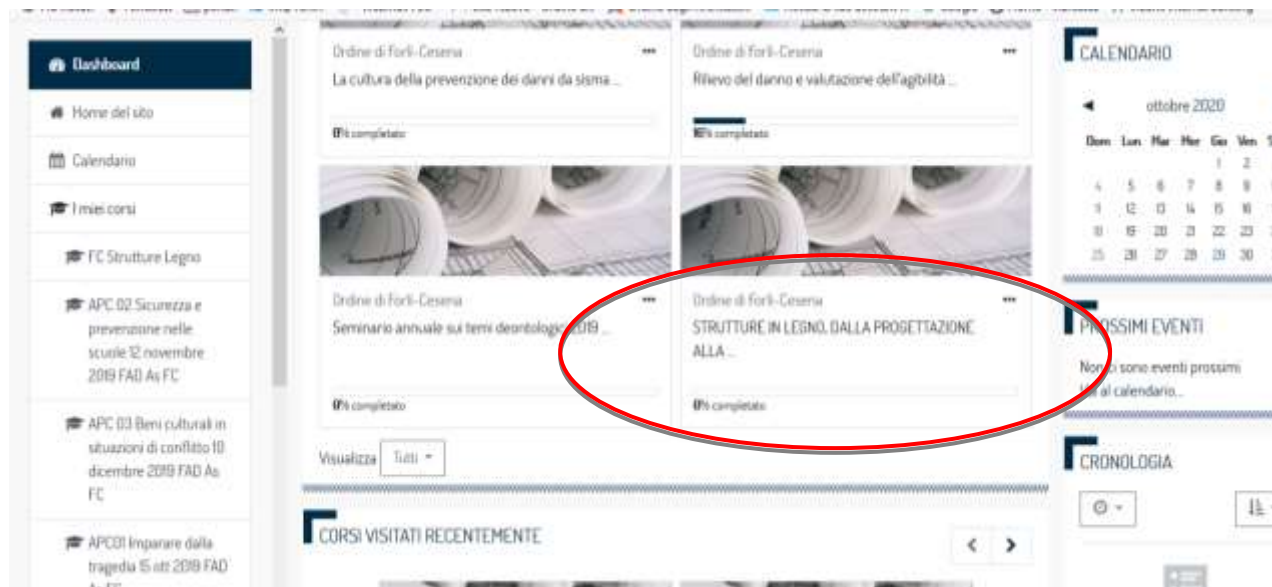 Dashboard
Home del sito
Calendario
I miei corsi
FC Strutture Legno
APC 02 Sicurezza e
prevenzione nelle
scuole 12 novembre
2019 FAD As FC
APC 03 Beni culturali in
situazioni di conflitto 10
dicembre 2019 FAD As
FC
APC01 Imparare dalla
tragedia 15 ott 2019 FAD
Ordine di Forlì-Cesena
La cultura della prevenzione dei danni da sisma ...
0% completato
Ordine di Forlì-Cesena
Rilievo del danno e valutazione dell'agibilità ...
16% completato
Ordine di Forlì-Cesena
Seminario annuale sui temi deontologici 2019 ...
0% completato
Ordine di Forlì-Cesena
STRUTTURE IN LEGNO, DALLA PROGETTAZIONE
ALLA ...
0% completato
Visualizza Tutti
CORSI VISITATI RECENTEMENTE
CALENDARIO
ottobre 2020
Dom Lun Mar Mer Gio Ven
1 2
4 5 6 7 8 9
11 12 13 14 15 16
18 19 20 21 22 23
25 26 27 28 29 30
PROSSIMI EVENTI
Non ci sono eventi prossimi
Vai al calendario...
CRONOLOGIA